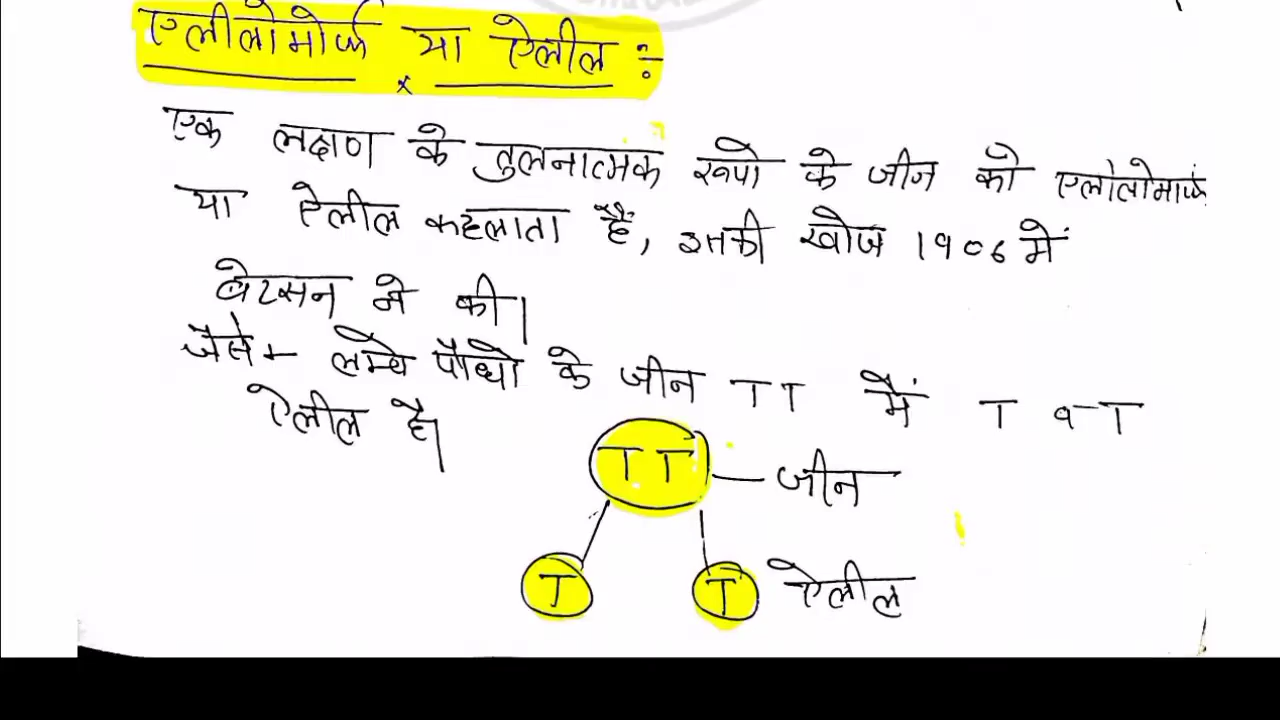 एलीलोमोर्फ या ऐलील :
एक लक्षण के तुलनात्मक रूपो के जीन को एलीलोमार्फ
या ऐलील कहलाता है, इसकी खोज 1906 में
बेटसन ने की।
जैसे - लम्बे पौधो के जीन TT में T व T
ऐलील है।
TT - जीन
T T ऐलील